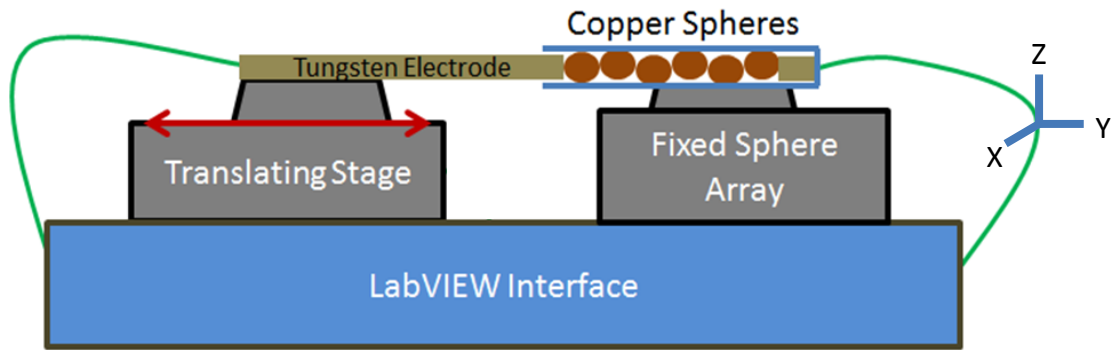 Copper Spheres
Tungsten Electrode
Z
Y
X
Translating Stage
Fixed Sphere
Array
LabVIEW Interface